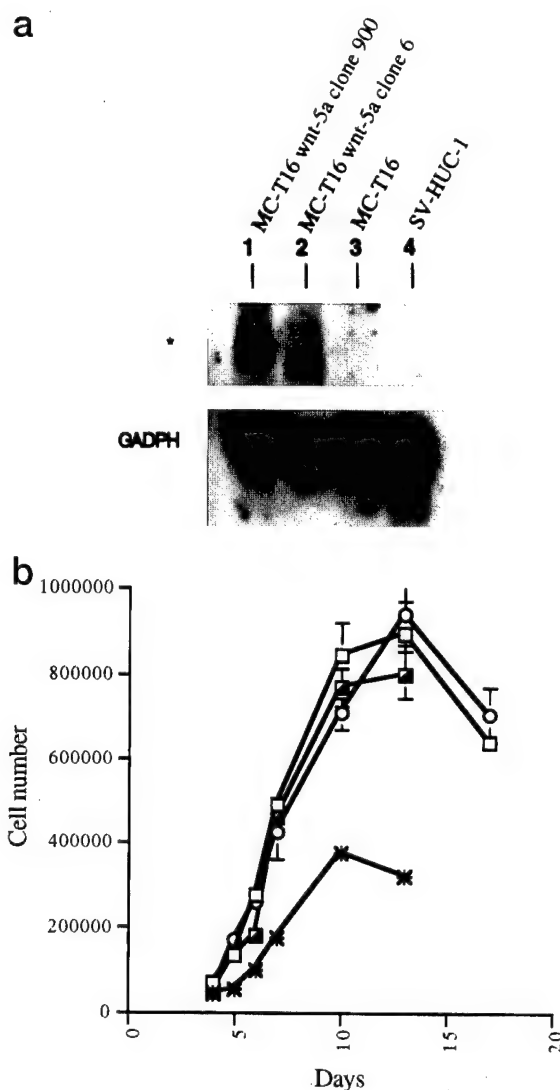 a
MC-T16 wnt-5a clone 900
MC-T16 wnt-5a clone 6
MC-T16
SV-HUC-1
1 2 3 4
*
GADPH
b
1000000
800000
600000
400000
200000
0
Cell number
0 5 10 15 20
Days